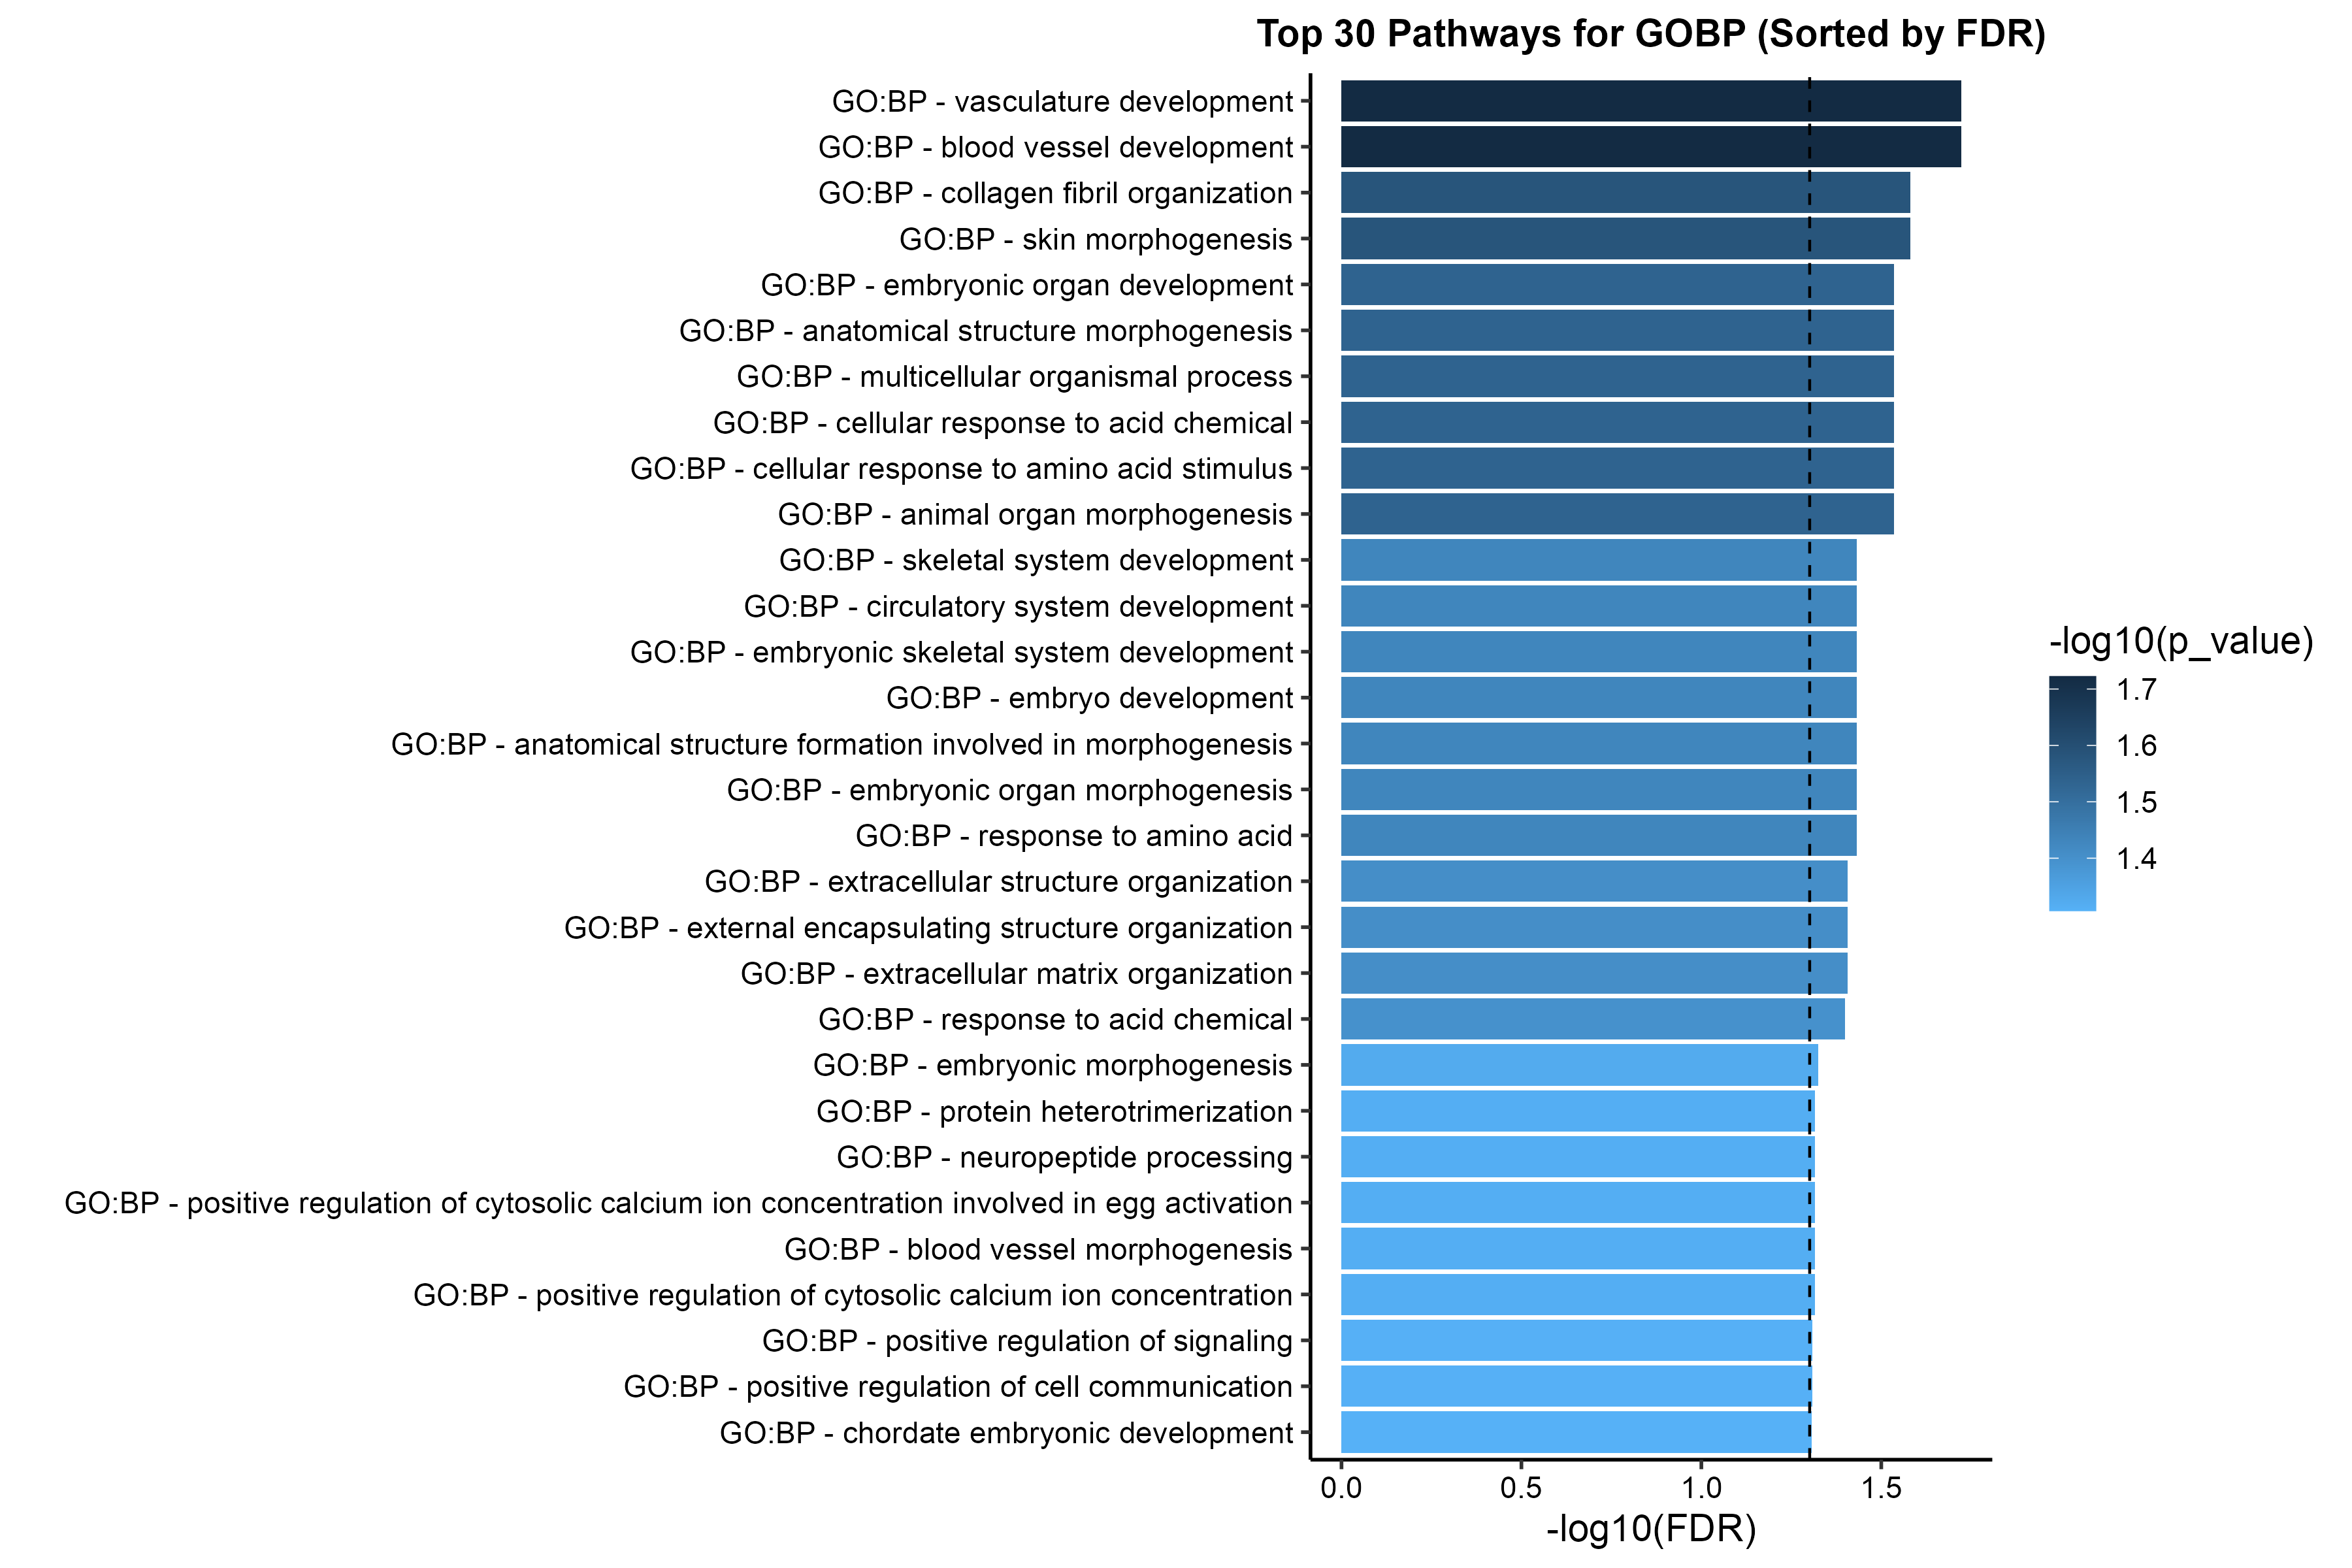 Top 30 Pathways for GOBP (Sorted by FDR)
GO:BP - vasculature development
GO:BP - blood vessel development
GO:BP - collagen fibril organization
GO:BP - skin morphogenesis
GO:BP - embryonic organ development
GO:BP - anatomical structure morphogenesis
GO:BP - multicellular organismal process
GO:BP - cellular response to acid chemical
GO:BP - cellular response to amino acid stimulus
GO:BP - animal organ morphogenesis
GO:BP - skeletal system development
GO:BP - circulatory system development
GO:BP - embryonic skeletal system development
GO:BP - embryo development
GO:BP - anatomical structure formation involved in morphogenesis
GO:BP - embryonic organ morphogenesis
GO:BP - response to amino acid
GO:BP - extracellular structure organization
GO:BP - external encapsulating structure organization
GO:BP - extracellular matrix organization
GO:BP - response to acid chemical
GO:BP - embryonic morphogenesis
GO:BP - protein heterotrimerization
GO:BP - neuropeptide processing
GO:BP - positive regulation of cytosolic calcium ion concentration involved in egg activation
GO:BP - blood vessel morphogenesis
GO:BP - positive regulation of cytosolic calcium ion concentration
GO:BP - positive regulation of signaling
GO:BP - positive regulation of cell communication
GO:BP - chordate embryonic development
0.0 0.5 1.0 1.5
-log10(FDR)
-log10(p_value)
1.7
1.6
1.5
1.4